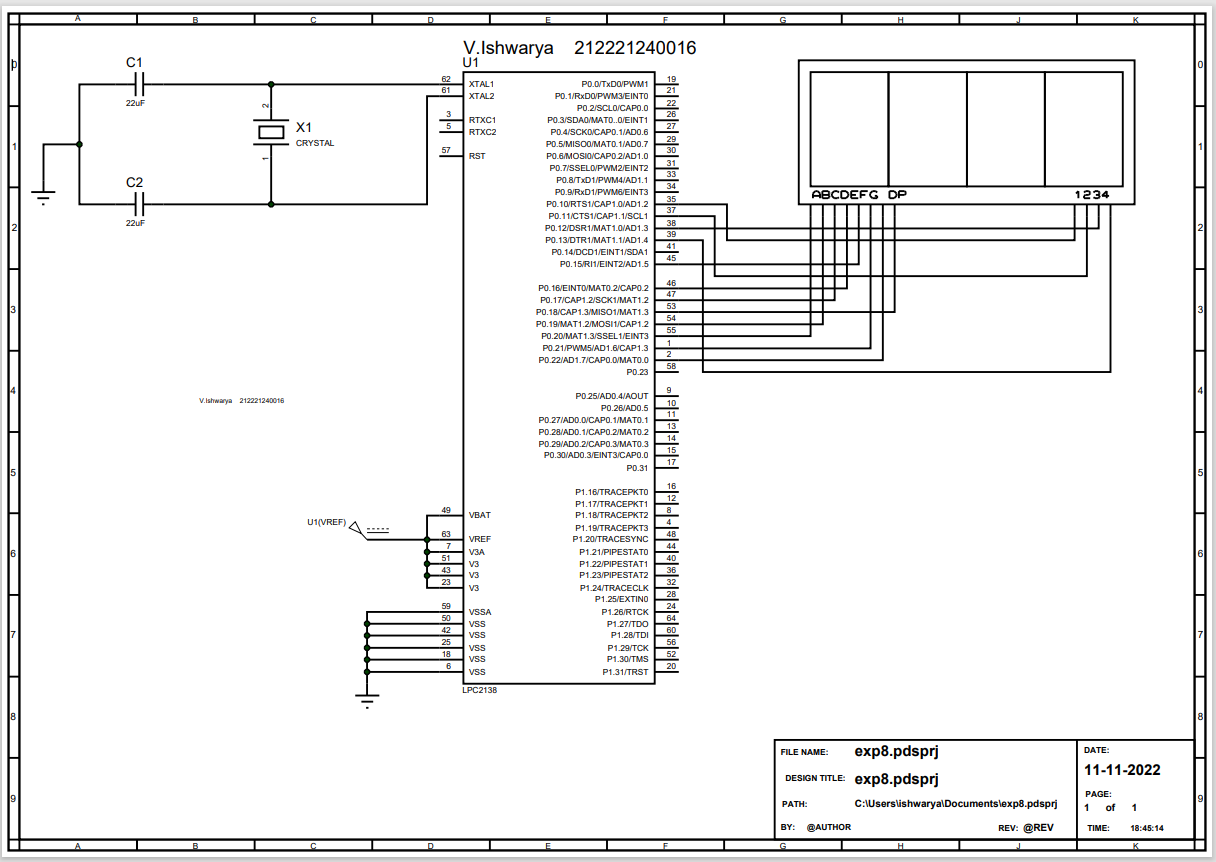 A B C D E F G H J K
V.Ishwarya 212221240016
U1
C1
22uF
C2
22uF
2
X1
CRYSTAL
1
62 XTAL1
61 XTAL2
3 RTXC1
5 RTXC2
57 RST
49 VBAT
63 VREF
7 V3A
51 V3
43 V3
23 V3
59 VSSA
50 VSS
42 VSS
25 VSS
18 VSS
6 VSS
P0.0/TxD0/PWM1 19
P0.1/RxD0/PWM3/EINT0 21
P0.2/SCL0/CAP0.0 22
P0.3/SDA0/MAT0..0/EINT1 26
P0.4/SCK0/CAP0.1/AD0.6 27
P0.5/MISO0/MAT0.1/AD0.7 29
P0.6/MOSI0/CAP0.2/AD1.0 30
P0.7/SSEL0/PWM2/EINT2 31
P0.8/TxD1/PWM4/AD1.1 33
P0.9/RxD1/PWM6/EINT3 34
P0.10/RTS1/CAP1.0/AD1.2 35
P0.11/CTS1/CAP1.1/SCL1 37
P0.12/DSR1/MAT1.0/AD1.3 38
P0.13/DTR1/MAT1.1/AD1.4 39
P0.14/DCD1/EINT1/SDA1 41
P0.15/RI1/EINT2/AD1.5 45
P0.16/EINT0/MAT0.2/CAP0.2 46
P0.17/CAP1.2/SCK1/MAT1.2 47
P0.18/CAP1.3/MISO1/MAT1.3 53
P0.19/MAT1.2/MOSI1/CAP1.2 54
P0.20/MAT1.3/SSEL1/EINT3 55
P0.21/PWM5/AD1.6/CAP1.3 1
P0.22/AD1.7/CAP0.0/MAT0.0 2
P0.23 58
P0.25/AD0.4/AOUT 9
P0.26/AD0.5 10
P0.27/AD0.0/CAP0.1/MAT0.1 11
P0.28/AD0.1/CAP0.2/MAT0.2 13
P0.29/AD0.2/CAP0.3/MAT0.3 14
P0.30/AD0.3/EINT3/CAP0.0 15
P0.31 17
P1.16/TRACEPKT0 16
P1.17/TRACEPKT1 12
P1.18/TRACEPKT2 8
P1.19/TRACEPKT3 4
P1.20/TRACESYNC 48
P1.21/PIPESTAT0 44
P1.22/PIPESTAT1 40
P1.23/PIPESTAT2 36
P1.24/TRACECLK 32
P1.25/EXTIN0 28
P1.26/RTCK 24
P1.27/TDO 64
P1.28/TDI 60
P1.29/TCK 56
P1.30/TMS 52
P1.31/TRST 20
LPC2138
ABCDEFG DP 1234
V.Ishwarya 212221240016
U1(VREF)
0
1 1
2 2
3 3
4 4
5 5
6 6
7 7
8 8
9 9
FILE NAME: exp8.pdsprj
DESIGN TITLE: exp8.pdsprj
PATH: C:\Users\ishwarya\Documents\exp8.pdsprj
BY: @AUTHOR REV: @REV
DATE:
11-11-2022
PAGE:
1 of 1
TIME: 18:45:14
A B C D E F G H J K